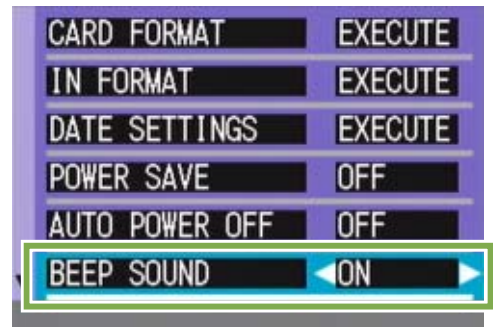 CARD FORMAT EXECUTE
IN FORMAT EXECUTE
DATE SETTINGS EXECUTE
POWER SAVE OFF
AUTO POWER OFF OFF
BEEP SOUND ON